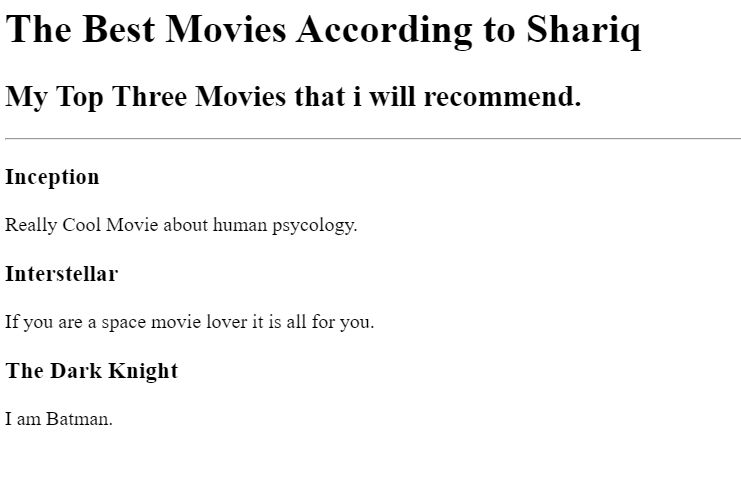 The Best Movies According to Shariq
My Top Three Movies that i will recommend.
Inception
Really Cool Movie about human psycology.
Interstellar
If you are a space movie lover it is all for you.
The Dark Knight
I am Batman.